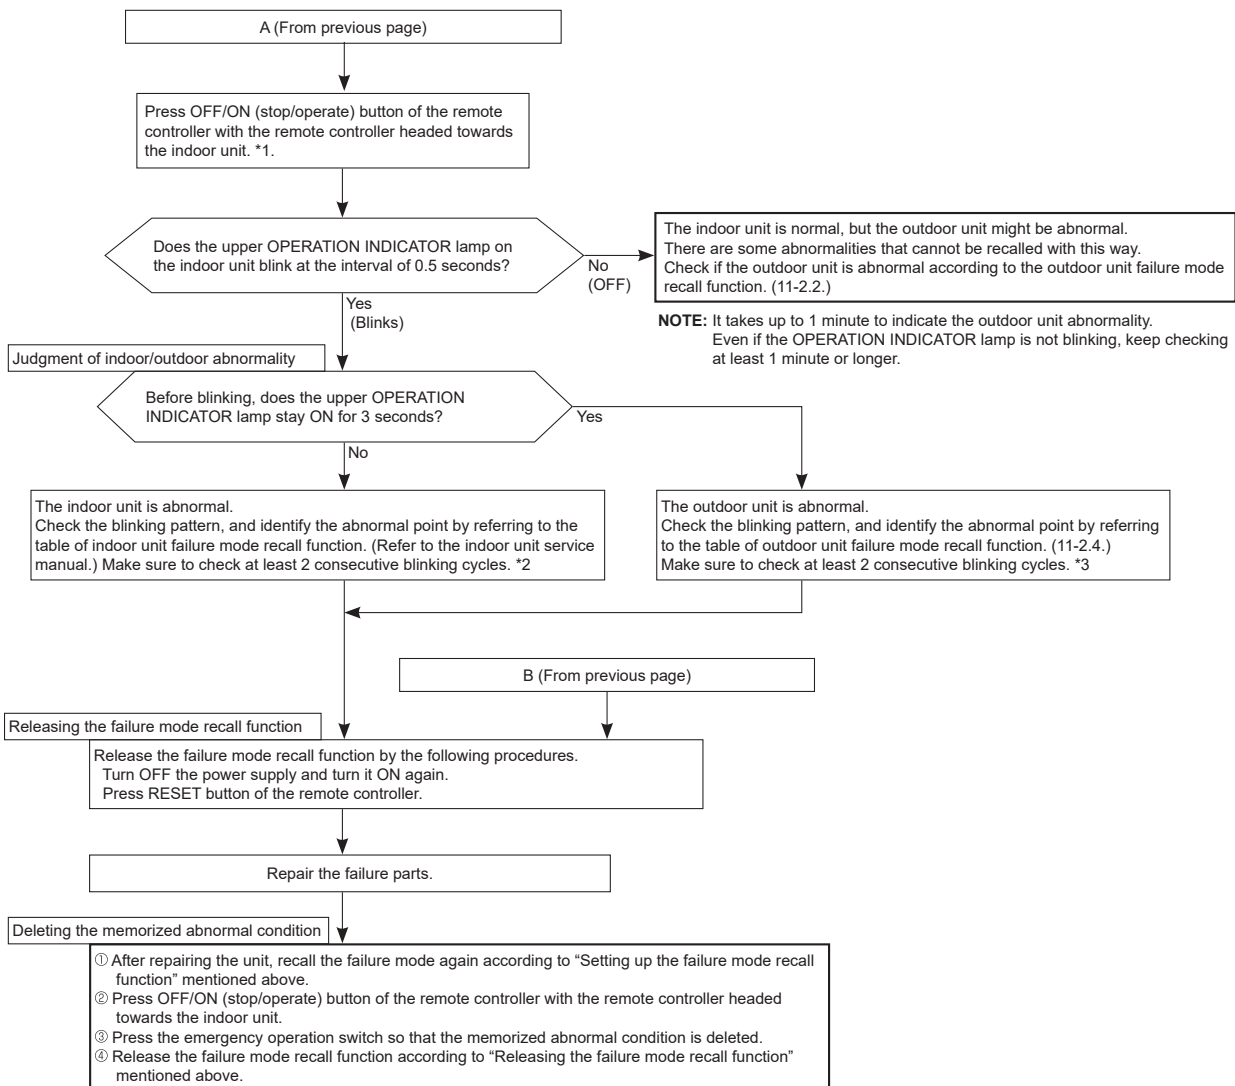 A (From previous page)
Press OFF/ON (stop/operate) button of the remote
controller with the remote controller headed towards
the indoor unit. *1.
Does the upper OPERATION INDICATOR lamp on
the indoor unit blink at the interval of 0.5 seconds?
No
(OFF)
The indoor unit is normal, but the outdoor unit might be abnormal.
There are some abnormalities that cannot be recalled with this way.
Check if the outdoor unit is abnormal according to the outdoor unit failure mode
recall function. (11-2.2.)
NOTE: It takes up to 1 minute to indicate the outdoor unit abnormality.
Even if the OPERATION INDICATOR lamp is not blinking, keep checking
at least 1 minute or longer.
Yes
(Blinks)
Judgment of indoor/outdoor abnormality
Before blinking, does the upper OPERATION
INDICATOR lamp stay ON for 3 seconds?
Yes
No
The indoor unit is abnormal.
Check the blinking pattern, and identify the abnormal point by referring to the
table of indoor unit failure mode recall function. (Refer to the indoor unit service
manual.) Make sure to check at least 2 consecutive blinking cycles. *2
The outdoor unit is abnormal.
Check the blinking pattern, and identify the abnormal point by referring
to the table of outdoor unit failure mode recall function. (11-2.4.)
Make sure to check at least 2 consecutive blinking cycles. *3
B (From previous page)
Releasing the failure mode recall function
Release the failure mode recall function by the following procedures.
Turn OFF the power supply and turn it ON again.
Press RESET button of the remote controller.
Repair the failure parts.
Deleting the memorized abnormal condition
① After repairing the unit, recall the failure mode again according to “Setting up the failure mode recall
function” mentioned above.
② Press OFF/ON (stop/operate) button of the remote controller with the remote controller headed
towards the indoor unit.
③ Press the emergency operation switch so that the memorized abnormal condition is deleted.
④ Release the failure mode recall function according to “Releasing the failure mode recall function”
mentioned above.